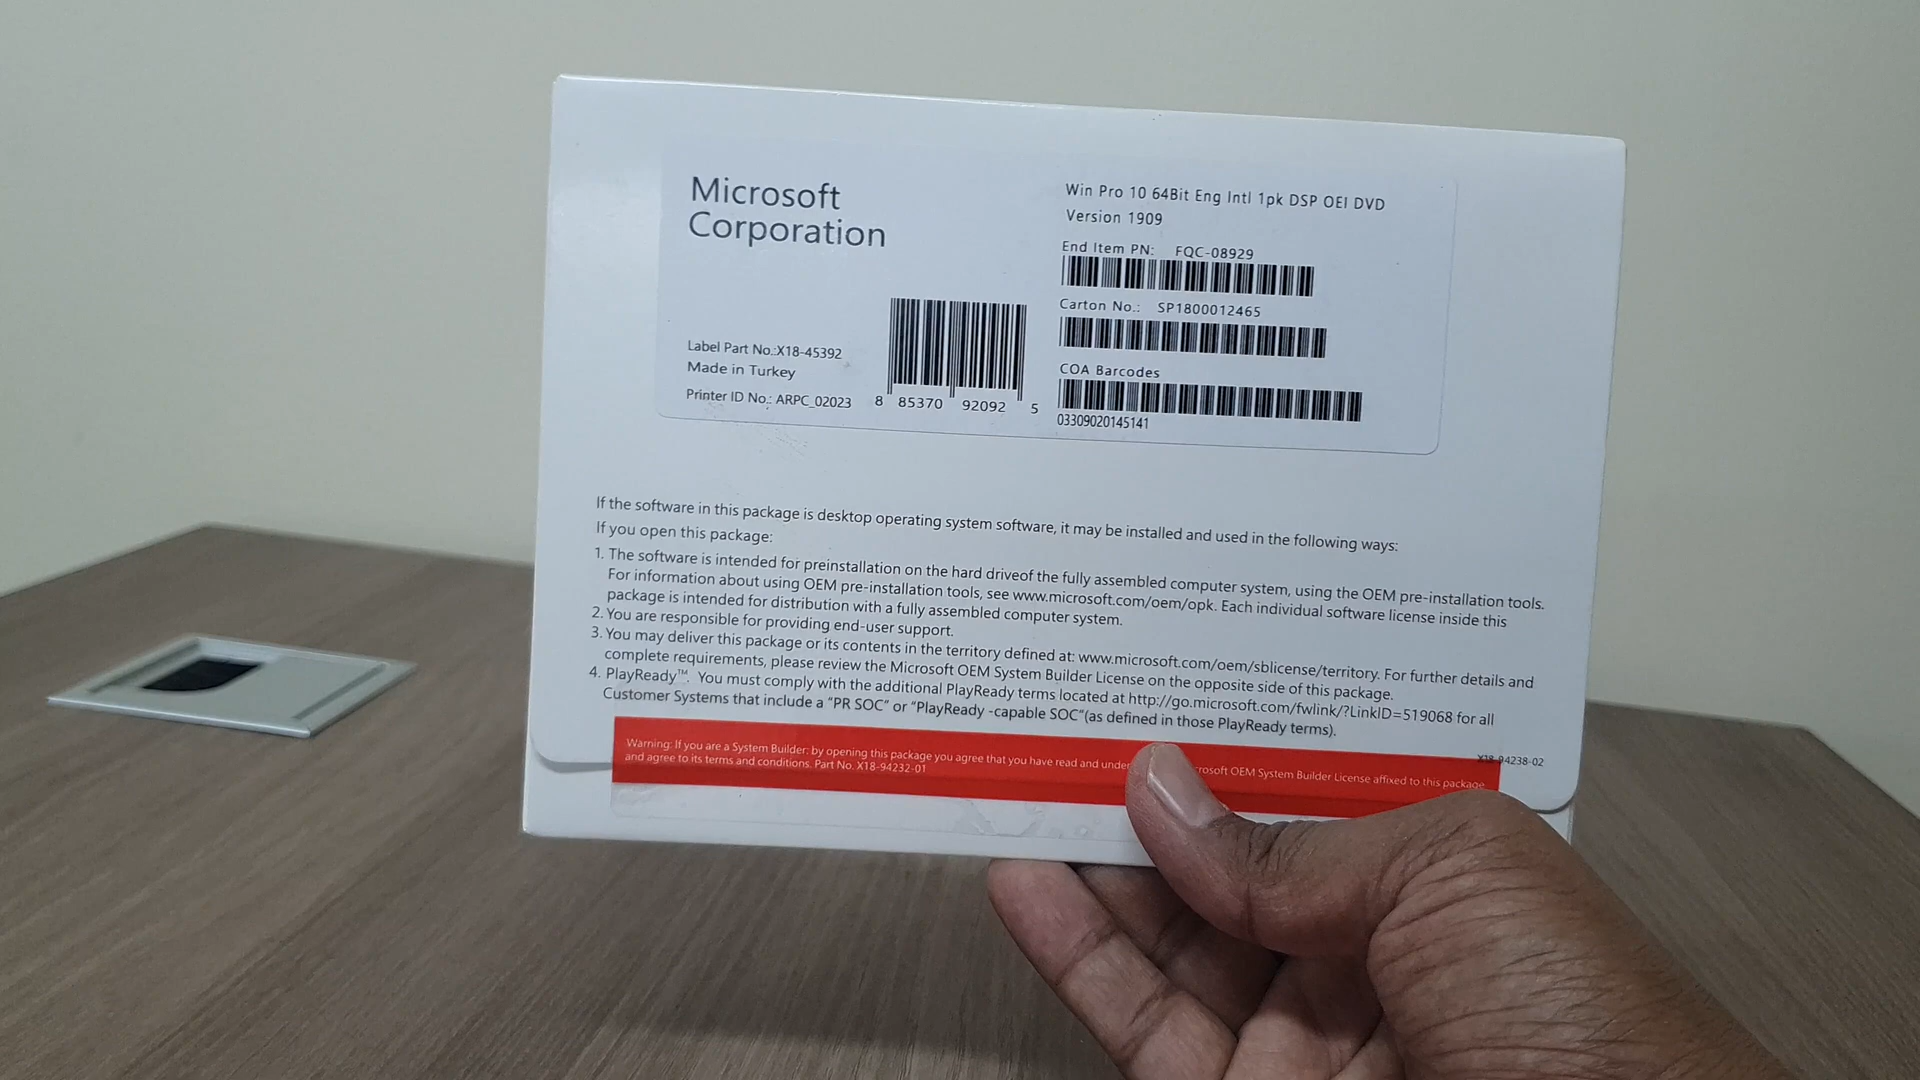 Microsoft
Corporation
Label Part No.:X18-45392
Made in Turkey
Printer ID No.: ARPC_02023
8 85370 92092 5
Win Pro 10 64Bit Eng Intl 1pk DSP OEI DVD
Version 1909
End Item PN: FQC-08929
Carton No.: SP1800012465
COA Barcodes
03309020145141
If the software in this package is desktop operating system software, it may be installed and used in the following ways:
If you open this package:
1. The software is intended for preinstallation on the hard driveof the fully assembled computer system, using the OEM pre-installation tools.
For information about using OEM pre-installation tools, see www.microsoft.com/oem/opk. Each individual software license inside this
package is intended for distribution with a fully assembled computer system.
2. You are responsible for providing end-user support.
3. You may deliver this package or its contents in the territory defined at: www.microsoft.com/oem/sblicense/territory. For further details and
complete requirements, please review the Microsoft OEM System Builder License on the opposite side of this package.
4. PlayReady™. You must comply with the additional PlayReady terms located at http://go.microsoft.com/fwlink/?LinkID=519068 for all
Customer Systems that include a “PR SOC” or “PlayReady -capable SOC“(as defined in those PlayReady terms).
X18-94238-02
Warning: If you are a System Builder: by opening this package you agree that you have read and OEM System Builder License affixed to this package
and agree to its terms and conditions. Part No. X18-94232-01